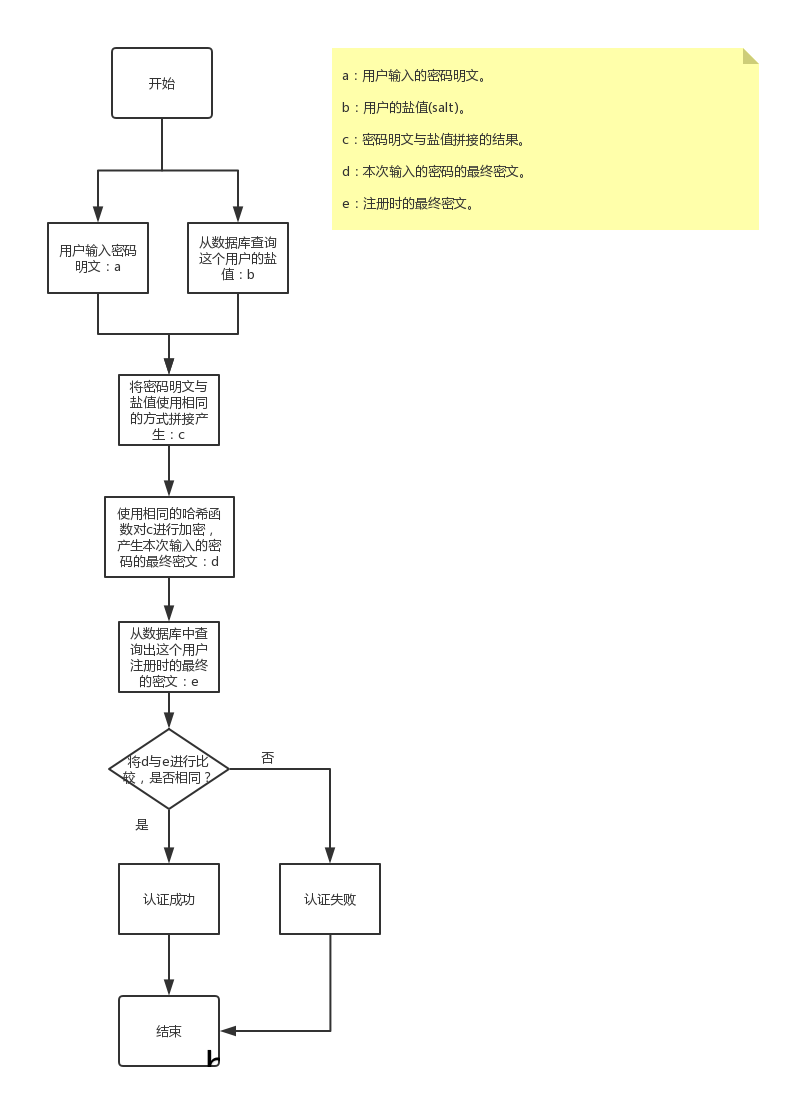 开始
a：用户输入的密码明文。
b：用户的盐值(salt)。
c：密码明文与盐值拼接的结果。
d：本次输入的密码的最终密文。
e：注册时的最终密文。
用户输入密码
明文：a
从数据库查询
这个用户的盐
值：b
将密码明文与
盐值使用相同
的方式拼接产
生：c
使用相同的哈希函
数对c进行加密，
产生本次输入的密
码的最终密文：d
从数据库中查
询出这个用户
注册时的最终
的密文：e
将d与e进行比
较，是否相同？
否
是
认证成功
认证失败
结束